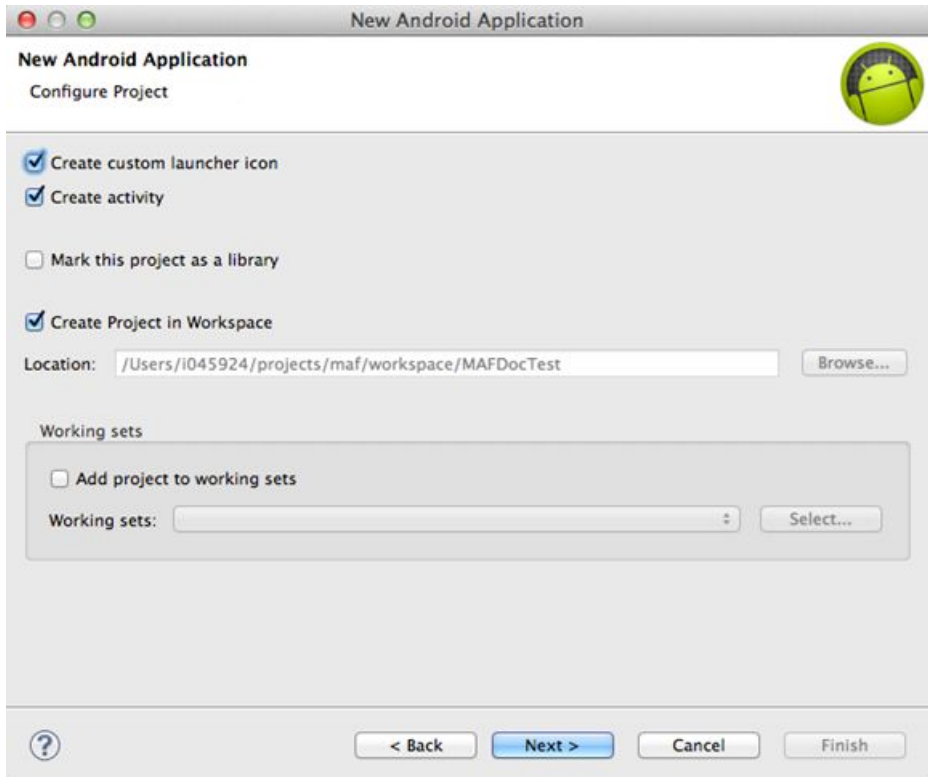 New Android Application
New Android Application
Configure Project
Create custom launcher icon
Create activity
Mark this project as a library
Create Project in Workspace
Location: /Users/i045924/projects/maf/workspace/MAFDocTest Browse...
Working sets
Add project to working sets
Working sets: Select...
? < Back Next > Cancel Finish